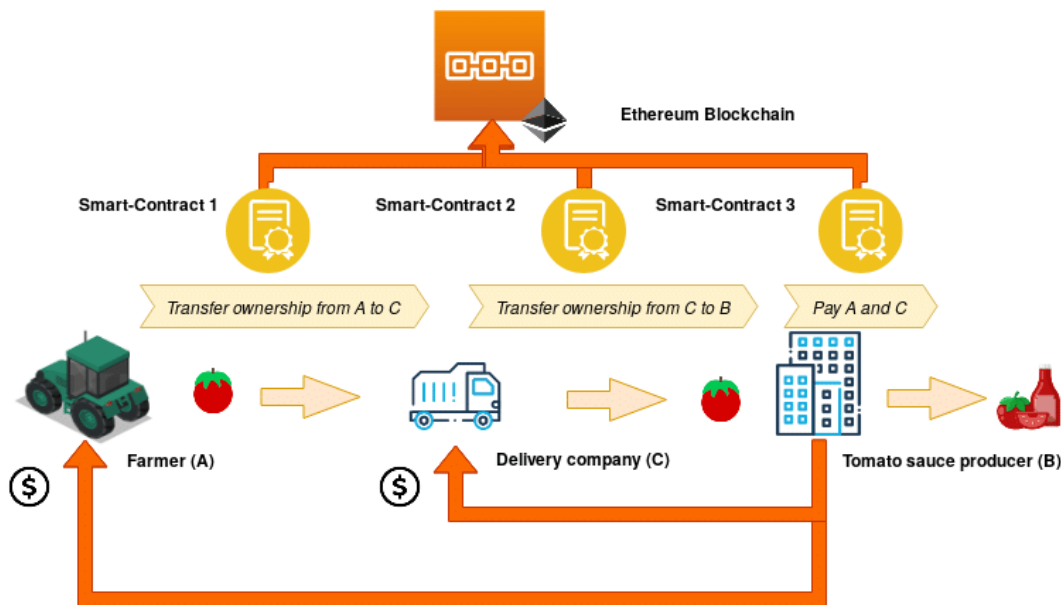 Ethereum Blockchain
Smart-Contract 1
Smart-Contract 2
Smart-Contract 3
Transfer ownership from A to C
Transfer ownership from C to B
Pay A and C
Farmer (A)
Delivery company (C)
Tomato sauce producer (B)
$
$